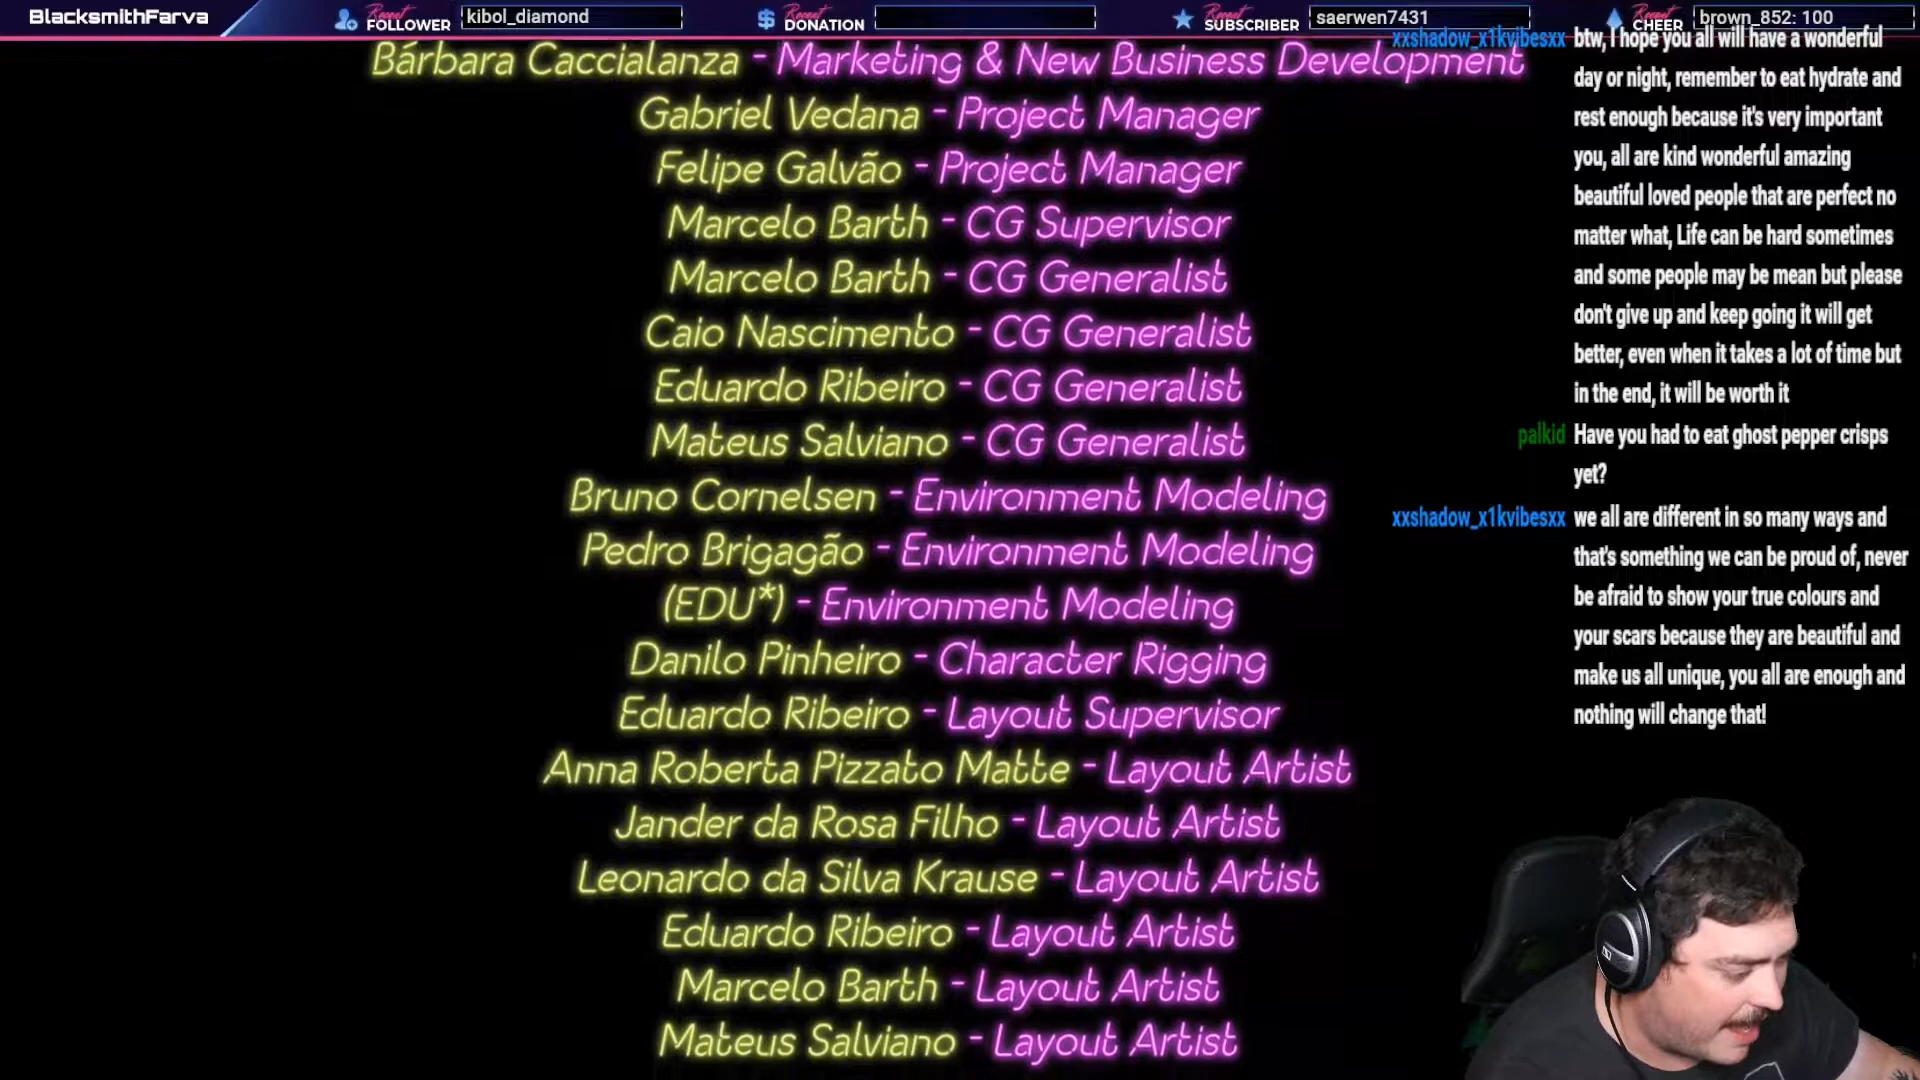 BlacksmithFarva
Recent FOLLOWER kibol_diamond
Recent DONATION
Recent SUBSCRIBER saerwen7431
Recent CHEER brown_852: 100
Bárbara Caccialanza - Marketing & New Business Development
Gabriel Vedana - Project Manager
Felipe Galvão - Project Manager
Marcelo Barth - CG Supervisor
Marcelo Barth - CG Generalist
Caio Nascimento - CG Generalist
Eduardo Ribeiro - CG Generalist
Mateus Salviano - CG Generalist
Bruno Cornelsen - Environment Modeling
Pedro Brigagão - Environment Modeling
(EDU*) - Environment Modeling
Danilo Pinheiro - Character Rigging
Eduardo Ribeiro - Layout Supervisor
Anna Roberta Pizzato Matte - Layout Artist
Jander da Rosa Filho - Layout Artist
Leonardo da Silva Krause - Layout Artist
Eduardo Ribeiro - Layout Artist
Marcelo Barth - Layout Artist
Mateus Salviano - Layout Artist
xxshadow_x1kvibesxx btw, I hope you all will have a wonderful
day or night, remember to eat hydrate and
rest enough because it's very important
you, all are kind wonderful amazing
beautiful loved people that are perfect no
matter what, Life can be hard sometimes
and some people may be mean but please
don't give up and keep going it will get
better, even when it takes a lot of time but
in the end, it will be worth it
palkid Have you had to eat ghost pepper crisps
yet?
xxshadow_x1kvibesxx we all are different in so many ways and
that's something we can be proud of, never
be afraid to show your true colours and
your scars because they are beautiful and
make us all unique, you all are enough and
nothing will change that!